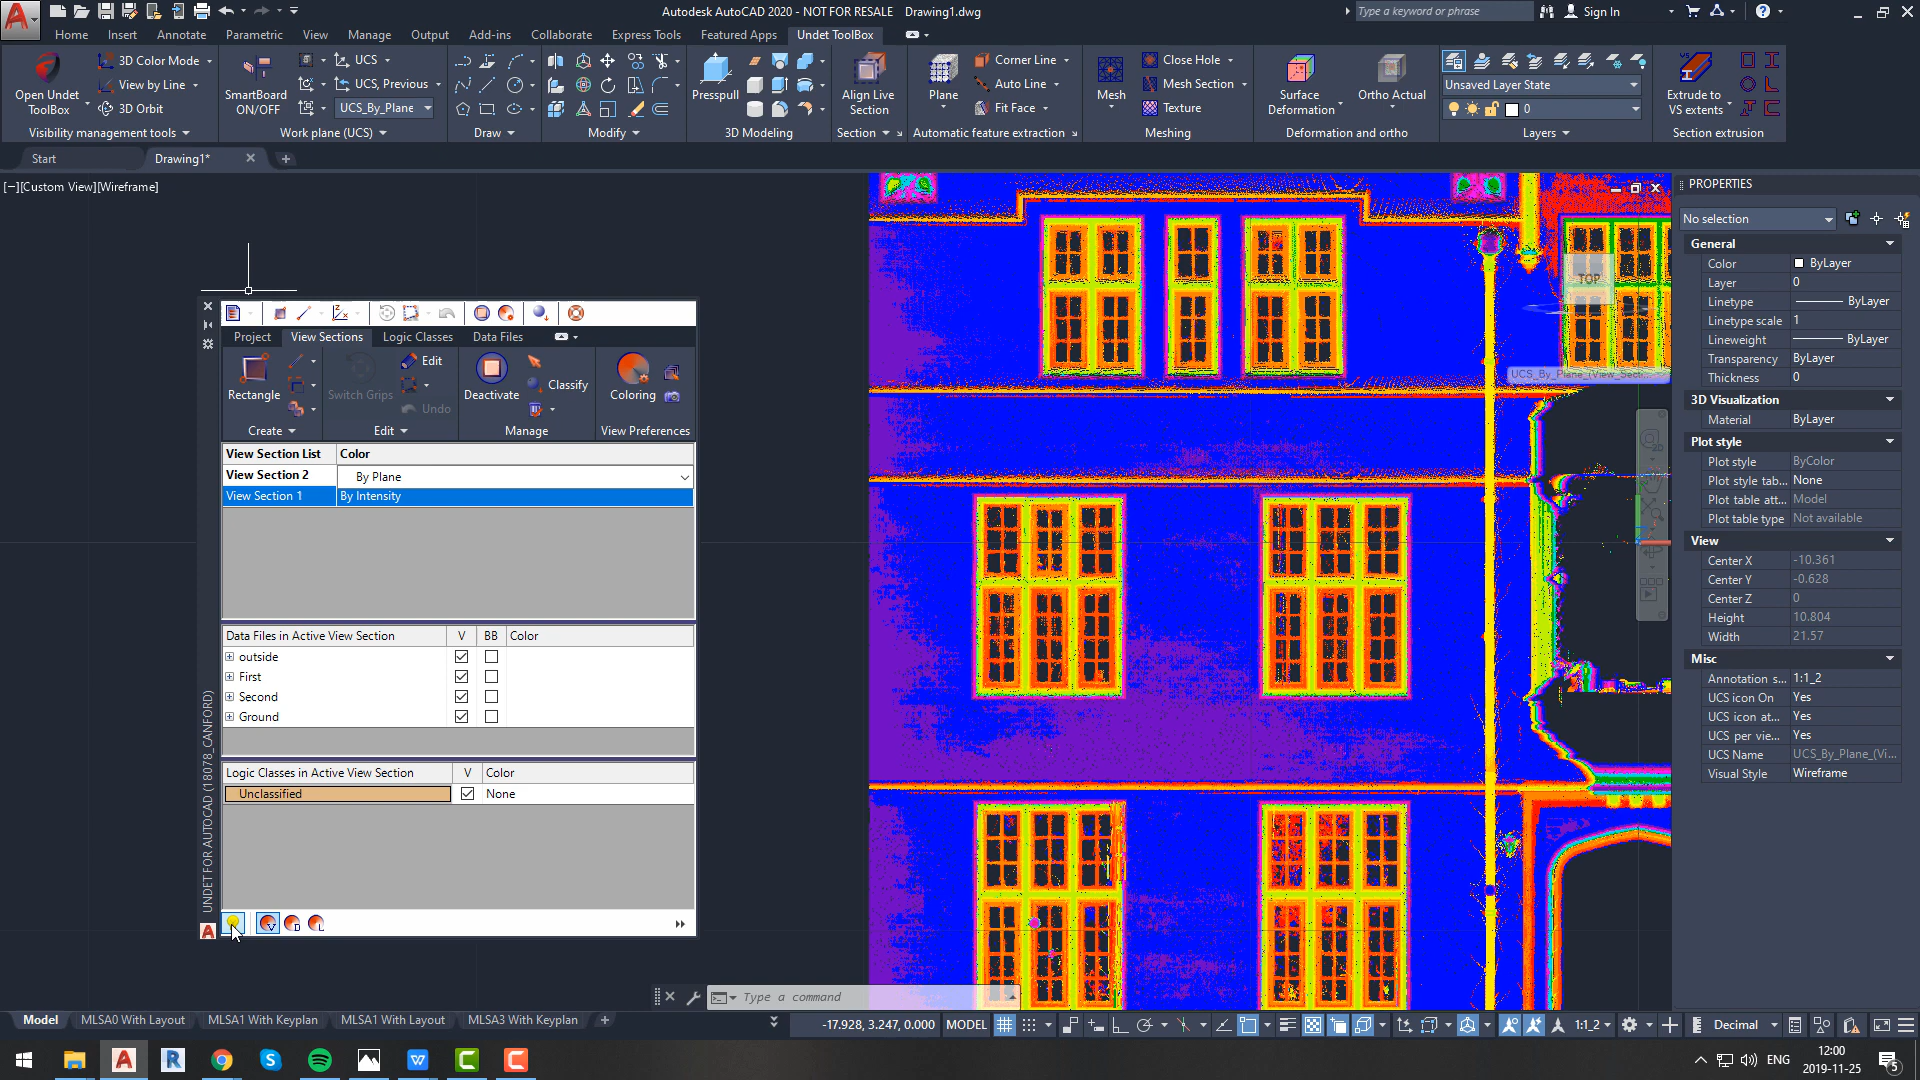 Autodesk AutoCAD 2020 - NOT FOR RESALE Drawing1.dwg
Type a keyword or phrase
Sign In
Home Insert Annotate Parametric View Manage Output Add-ins Collaborate Express Tools Featured Apps Undet ToolBox
Open Undet ToolBox
3D Color Mode
View by Line
3D Orbit
Visibility management tools
SmartBoard ON/OFF
UCS
UCS, Previous
UCS_By_Plane
Work plane (UCS)
Draw
Modify
Presspull
3D Modeling
Align Live Section
Section
Plane
Corner Line
Auto Line
Fit Face
Automatic feature extraction
Mesh
Close Hole
Mesh Section
Texture
Meshing
Surface Deformation
Ortho Actual
Deformation and ortho
Unsaved Layer State
0
Layers
Extrude to VS extents
Section extrusion
Start
Drawing1*
[−][Custom View][Wireframe]
TOP
Project View Sections Logic Classes Data Files
Rectangle
Create
Switch Grips
Edit
Undo
Edit
Deactivate
Classify
Manage
Coloring
View Preferences
View Section List Color
View Section 2 By Plane
View Section 1 By Intensity
Data Files in Active View Section V BB Color
outside
First
Second
Ground
Logic Classes in Active View Section V Color
Unclassified None
UNDET FOR AUTOCAD (18078_CANFORD)
PROPERTIES
No selection
General
Color ByLayer
Layer 0
Linetype ByLayer
Linetype scale 1
Lineweight ByLayer
Transparency ByLayer
Thickness 0
3D Visualization
Material ByLayer
Plot style
Plot style ByColor
Plot style tab... None
Plot table att... Model
Plot table type Not available
View
Center X -10.361
Center Y -0.628
Center Z 0
Height 10.804
Width 21.57
Misc
Annotation s... 1:1_2
UCS icon On Yes
UCS icon at... Yes
UCS per vie... Yes
UCS Name UCS_By_Plane_(Vi...
Visual Style Wireframe
Type a command
Model MLSA0 With Layout MLSA1 With Keyplan MLSA1 With Layout MLSA3 With Keyplan
-17.928, 3.247, 0.000 MODEL
1:1_2
Decimal
ENG
12:00
2019-11-25
5